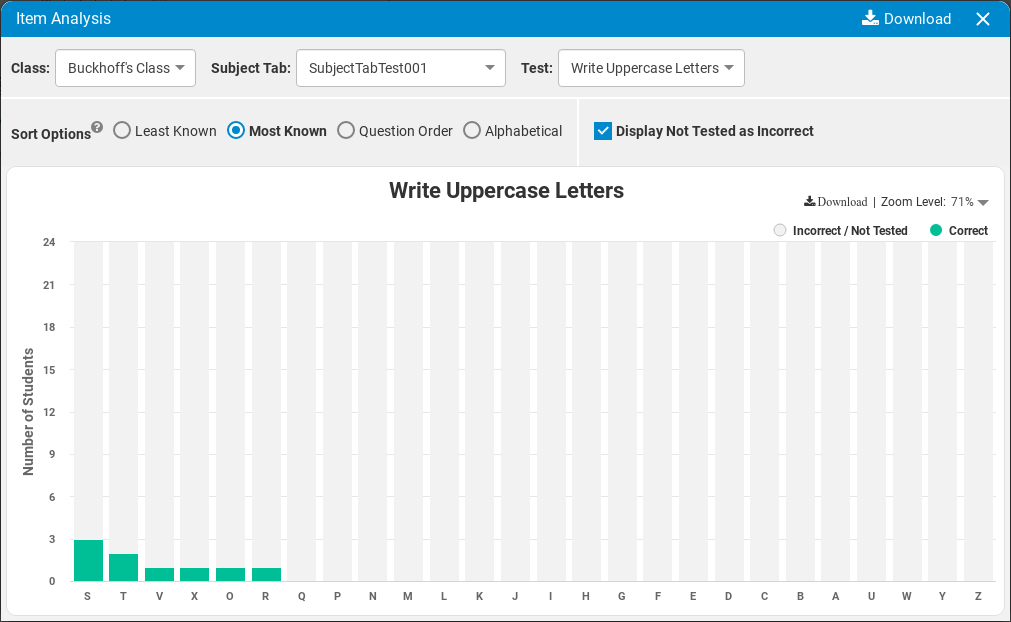 Item Analysis Download
Class: Buckhoff's Class Subject Tab: SubjectTabTest001 Test: Write Uppercase Letters
Sort Options? Least Known Most Known Question Order Alphabetical Display Not Tested as Incorrect
Write Uppercase Letters
Download | Zoom Level: 71%
Incorrect / Not Tested Correct
Number of Students
24
21
18
15
12
9
6
3
0
S T V X O R Q P N M L K J I H G F E D C B A U W Y Z